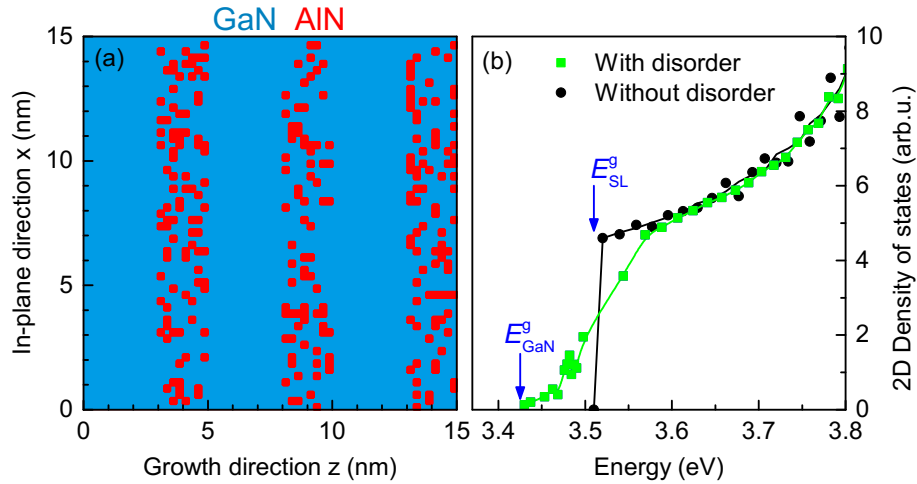 GaN AlN
(a)
15
10
5
0
In-plane direction x (nm)
0 5 10 15
Growth direction z (nm)
(b)
With disorder
Without disorder
E^g_SL
E^g_GaN
10
8
6
4
2
0
2D Density of states (arb.u.)
3.4 3.5 3.6 3.7 3.8
Energy (eV)